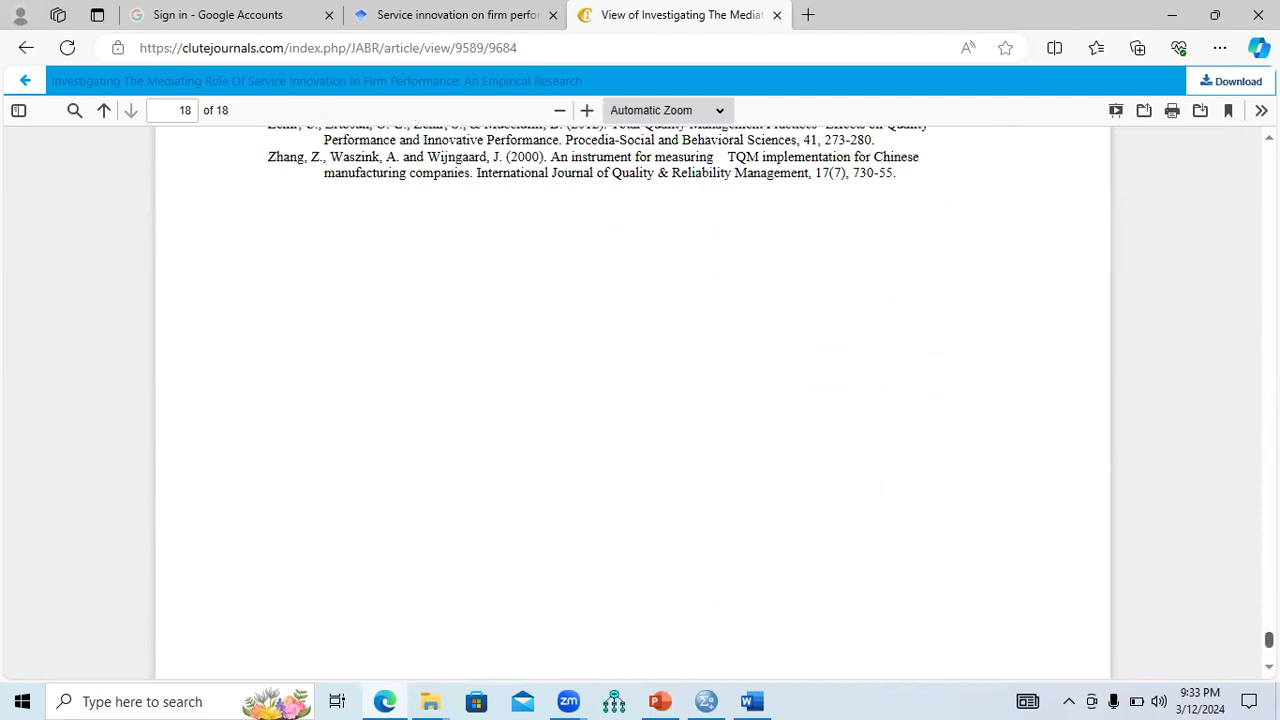 Sign in - Google Accounts
Service innovation on firm perfo
View of Investigating The Mediat
https://clutejournals.com/index.php/JABR/article/view/9589/9684
Investigating The Mediating Role Of Service Innovation In Firm Performance: An Empirical Research
Download
18 of 18
Automatic Zoom
Performance and Innovative Performance. Procedia-Social and Behavioral Sciences, 41, 273-280.
Zhang, Z., Waszink, A. and Wijngaard, J. (2000). An instrument for measuring TQM implementation for Chinese
manufacturing companies. International Journal of Quality & Reliability Management, 17(7), 730-55.
Type here to search
zm
9:33 PM
3/12/2024